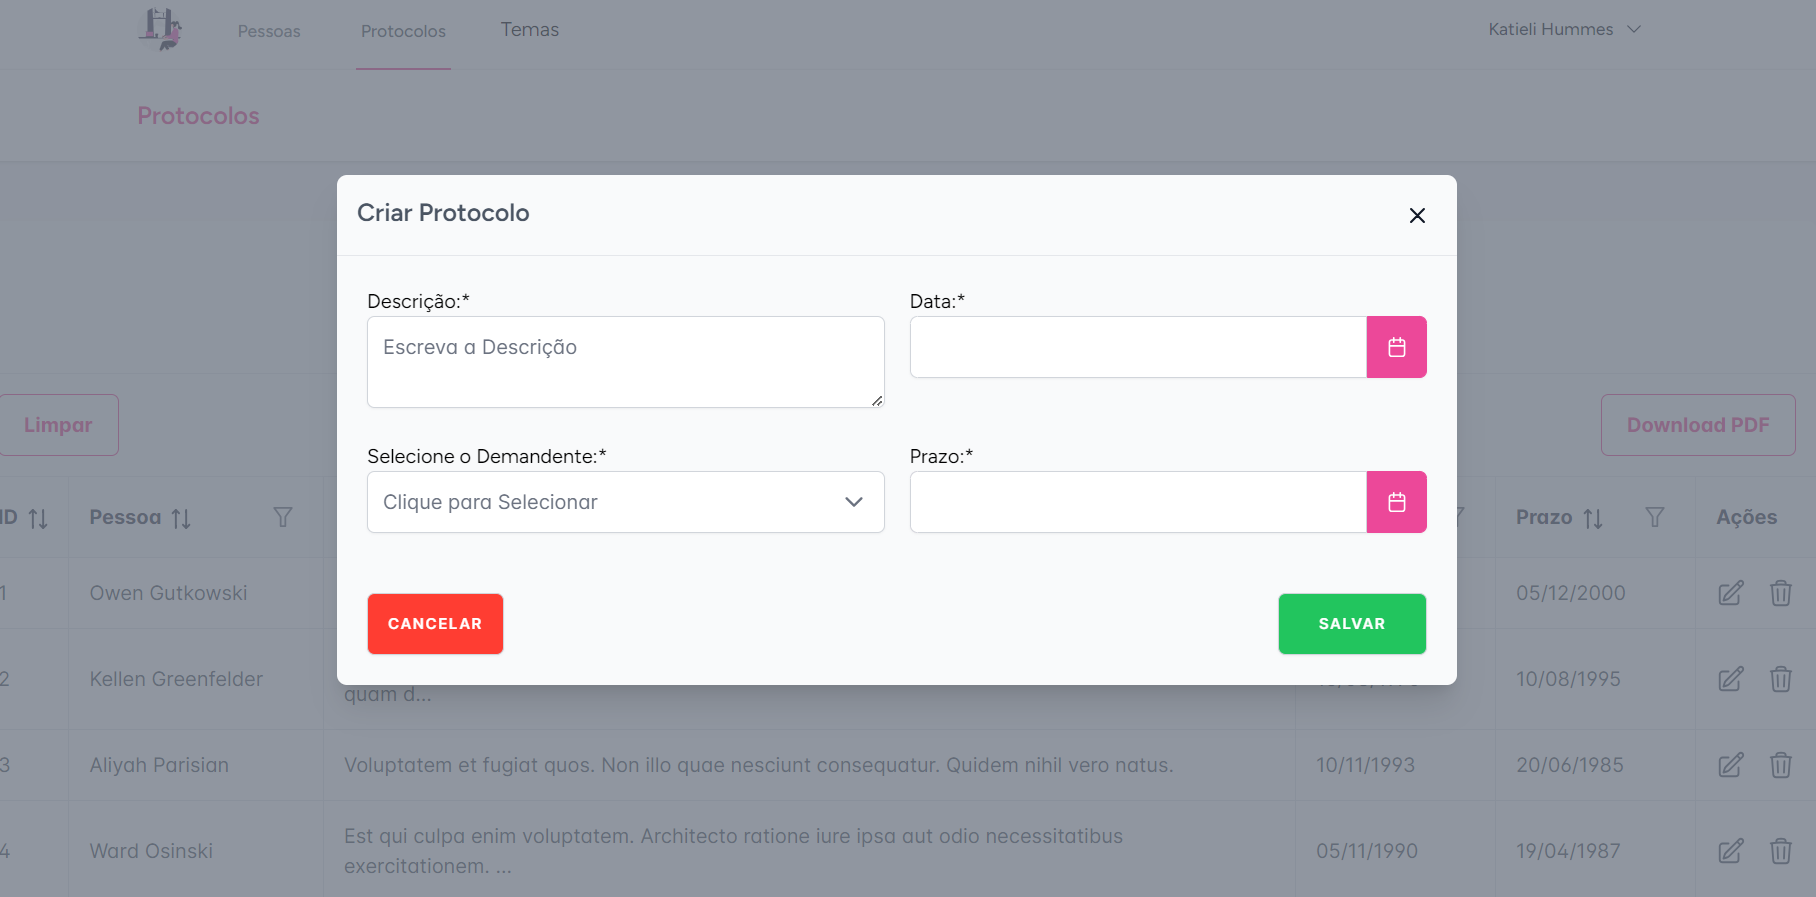 Pessoas
Protocolos
Temas
Katieli Hummes
Protocolos
Criar Protocolo
Descrição:*
Data:*
Escreva a Descrição
Limpar
Download PDF
Selecione o Demandente:*
Prazo:*
Clique para Selecionar
ID
Pessoa
Prazo
Ações
CANCELAR
SALVAR
1
Owen Gutkowski
05/12/2000
2
Kellen Greenfelder
quam d...
10/08/1995
3
Aliyah Parisian
Voluptatem et fugiat quos. Non illo quae nesciunt consequatur. Quidem nihil vero natus.
10/11/1993
20/06/1985
4
Ward Osinski
Est qui culpa enim voluptatem. Architecto ratione iure ipsa aut odio necessitatibus
exercitationem. ...
05/11/1990
19/04/1987